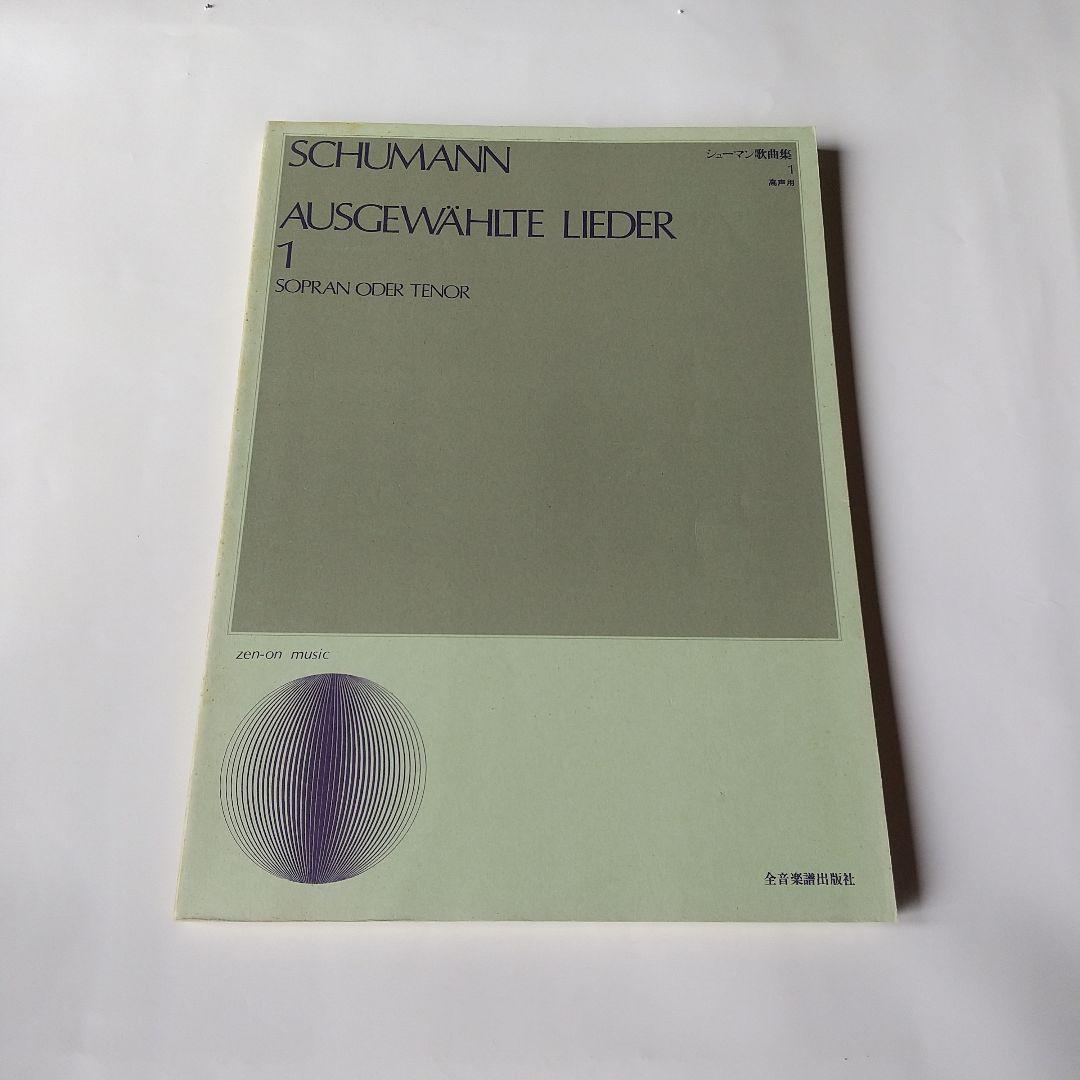 SCHUMANN
シューマン歌曲集
1
高声用
AUSGEWÄHLTE LIEDER
1
SOPRAN ODER TENOR
zen-on music
全音楽譜出版社